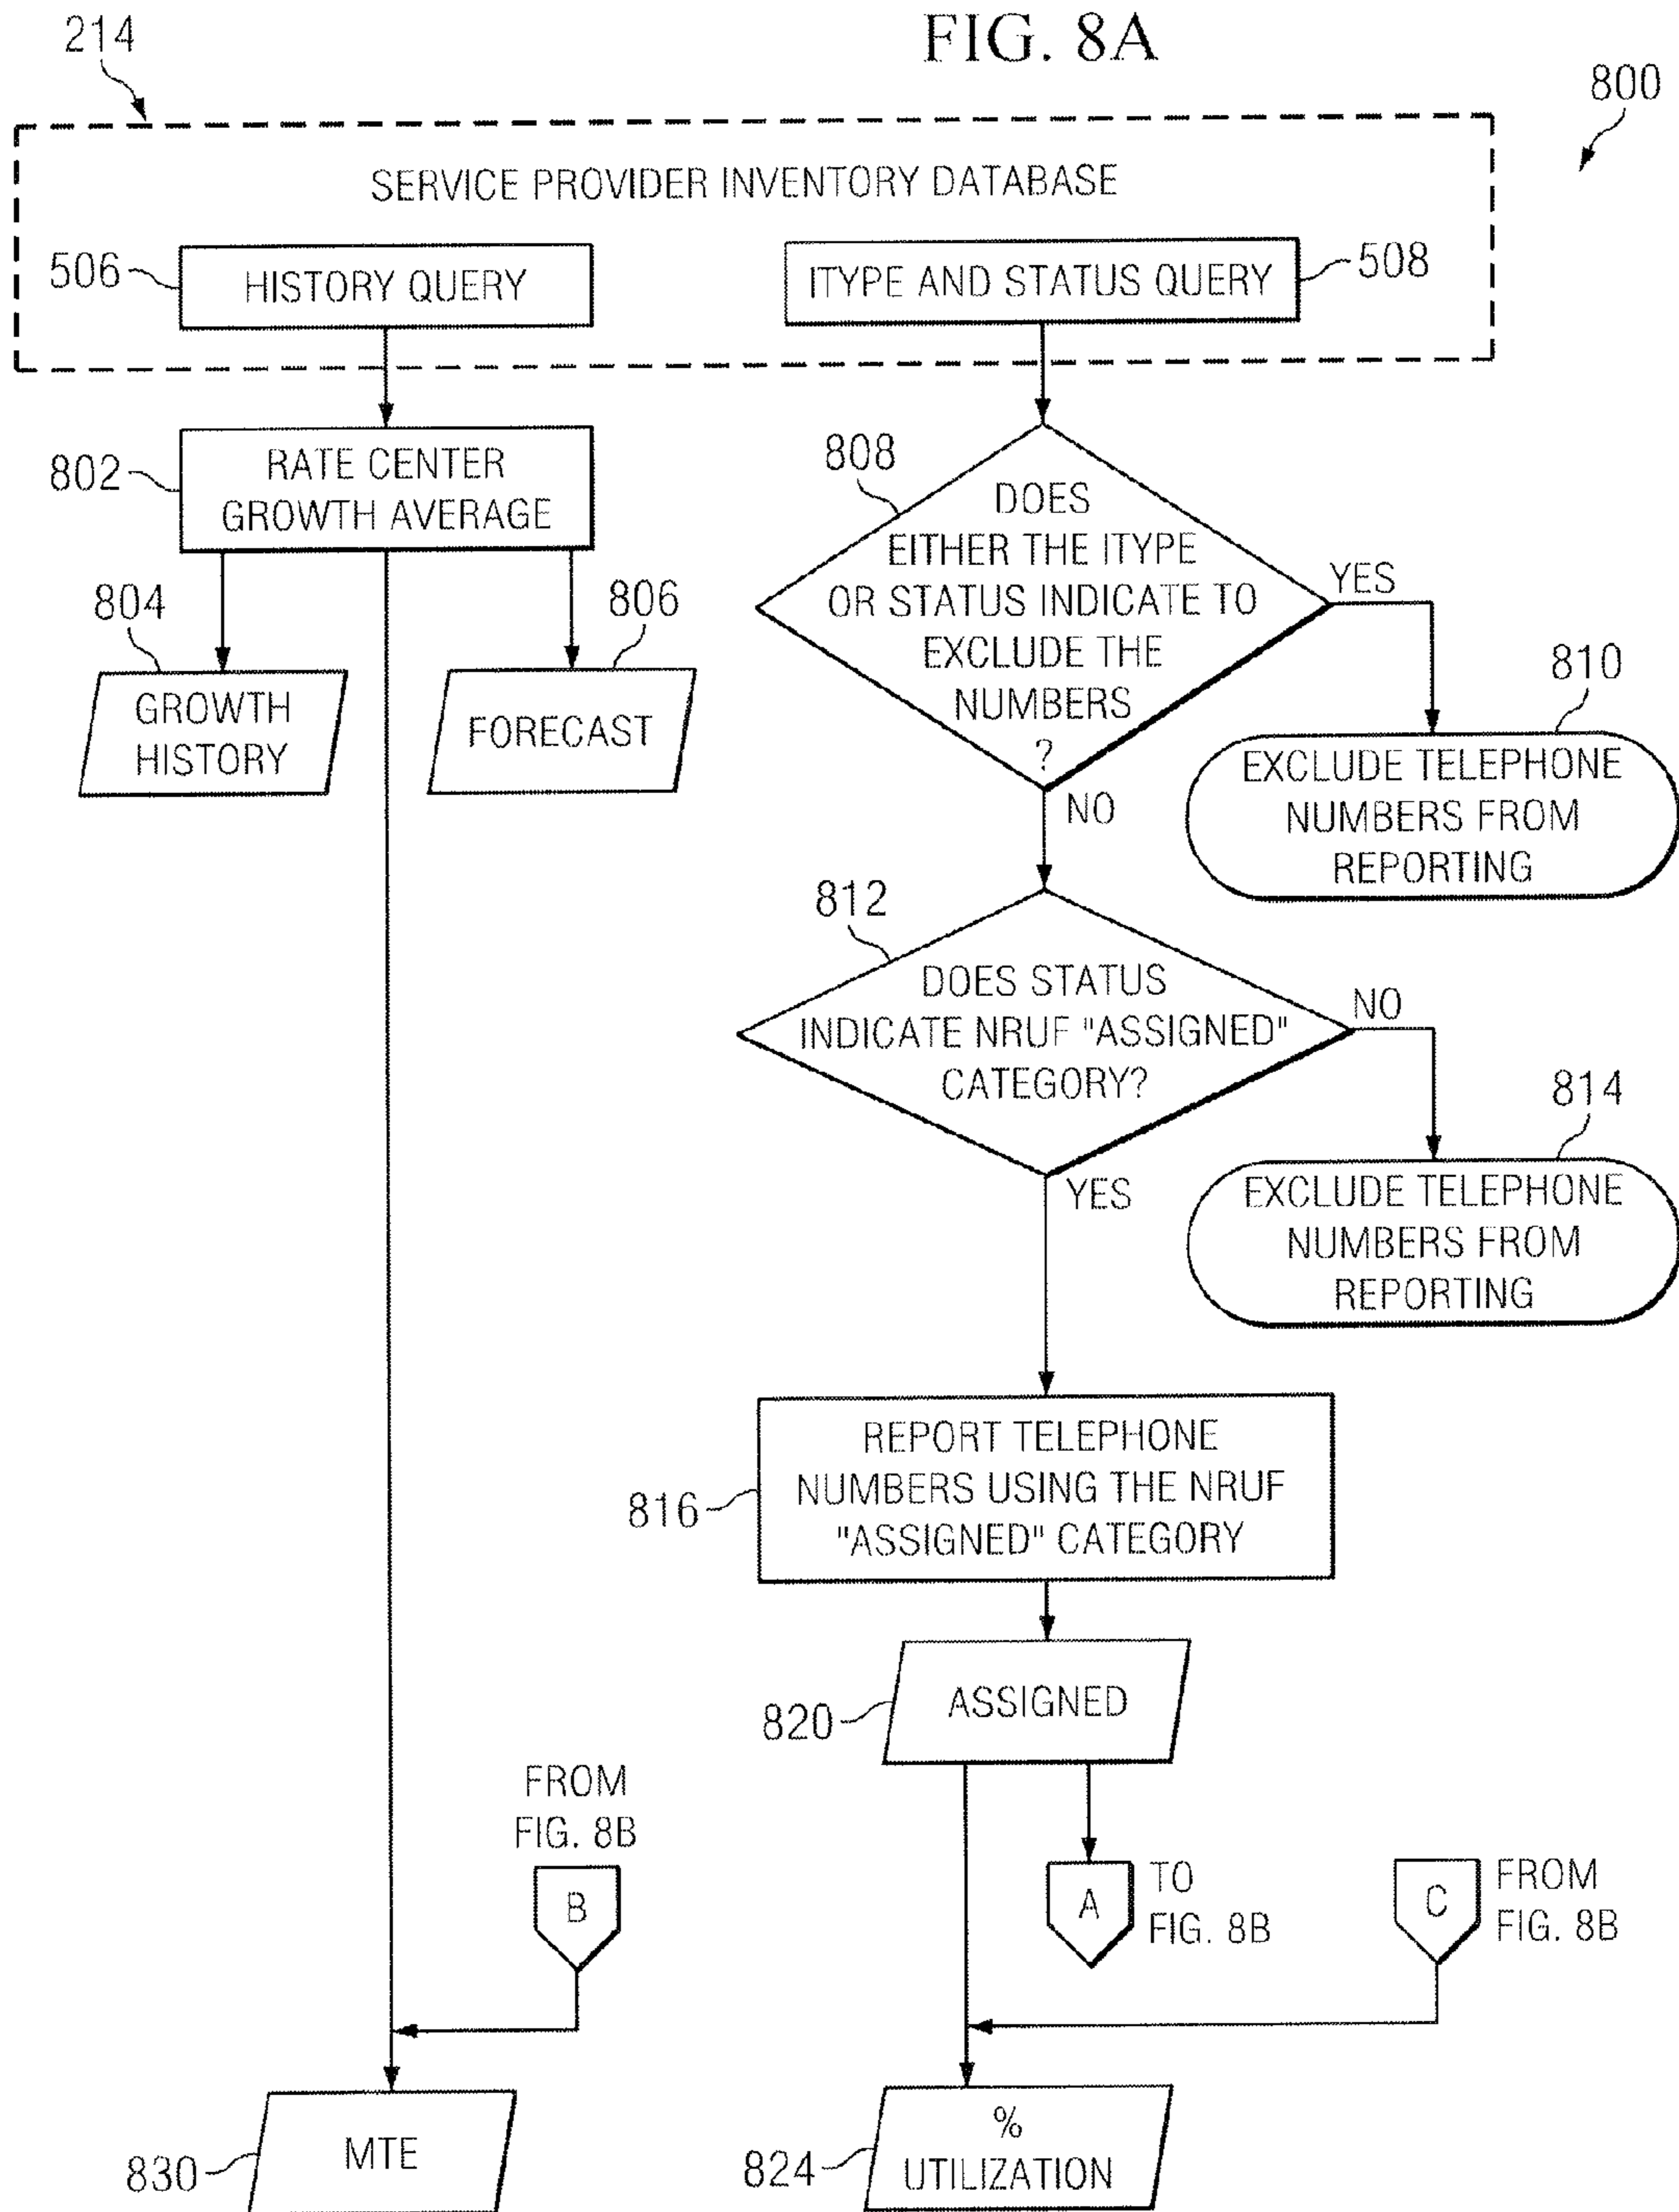 FIG. 8A
214
800
SERVICE PROVIDER INVENTORY DATABASE
506
HISTORY QUERY
ITYPE AND STATUS QUERY
508
802
RATE CENTER
GROWTH AVERAGE
804
GROWTH
HISTORY
806
FORECAST
808
DOES
EITHER THE ITYPE
OR STATUS INDICATE TO
EXCLUDE THE
NUMBERS
?
YES
NO
810
EXCLUDE TELEPHONE
NUMBERS FROM
REPORTING
812
DOES STATUS
INDICATE NRUF "ASSIGNED"
CATEGORY?
NO
YES
814
EXCLUDE TELEPHONE
NUMBERS FROM
REPORTING
816
REPORT TELEPHONE
NUMBERS USING THE NRUF
"ASSIGNED" CATEGORY
820
ASSIGNED
FROM
FIG. 8B
B
A
TO
FIG. 8B
C
FROM
FIG. 8B
830
MTE
824
%
UTILIZATION